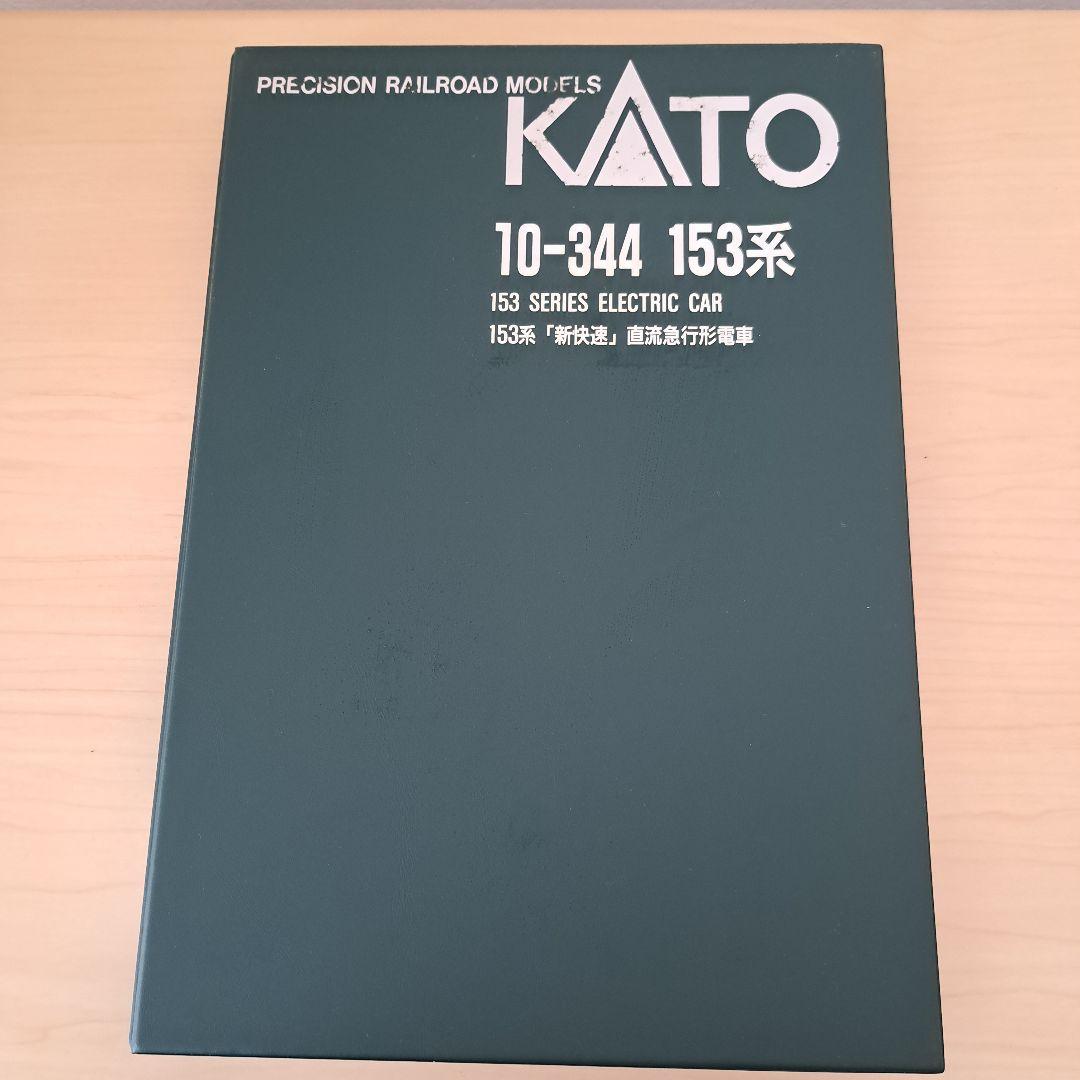 PRECISION RAILROAD MODELS
KATO
10-344 153系
153 SERIES ELECTRIC CAR
153系「新快速」直流急行形電車